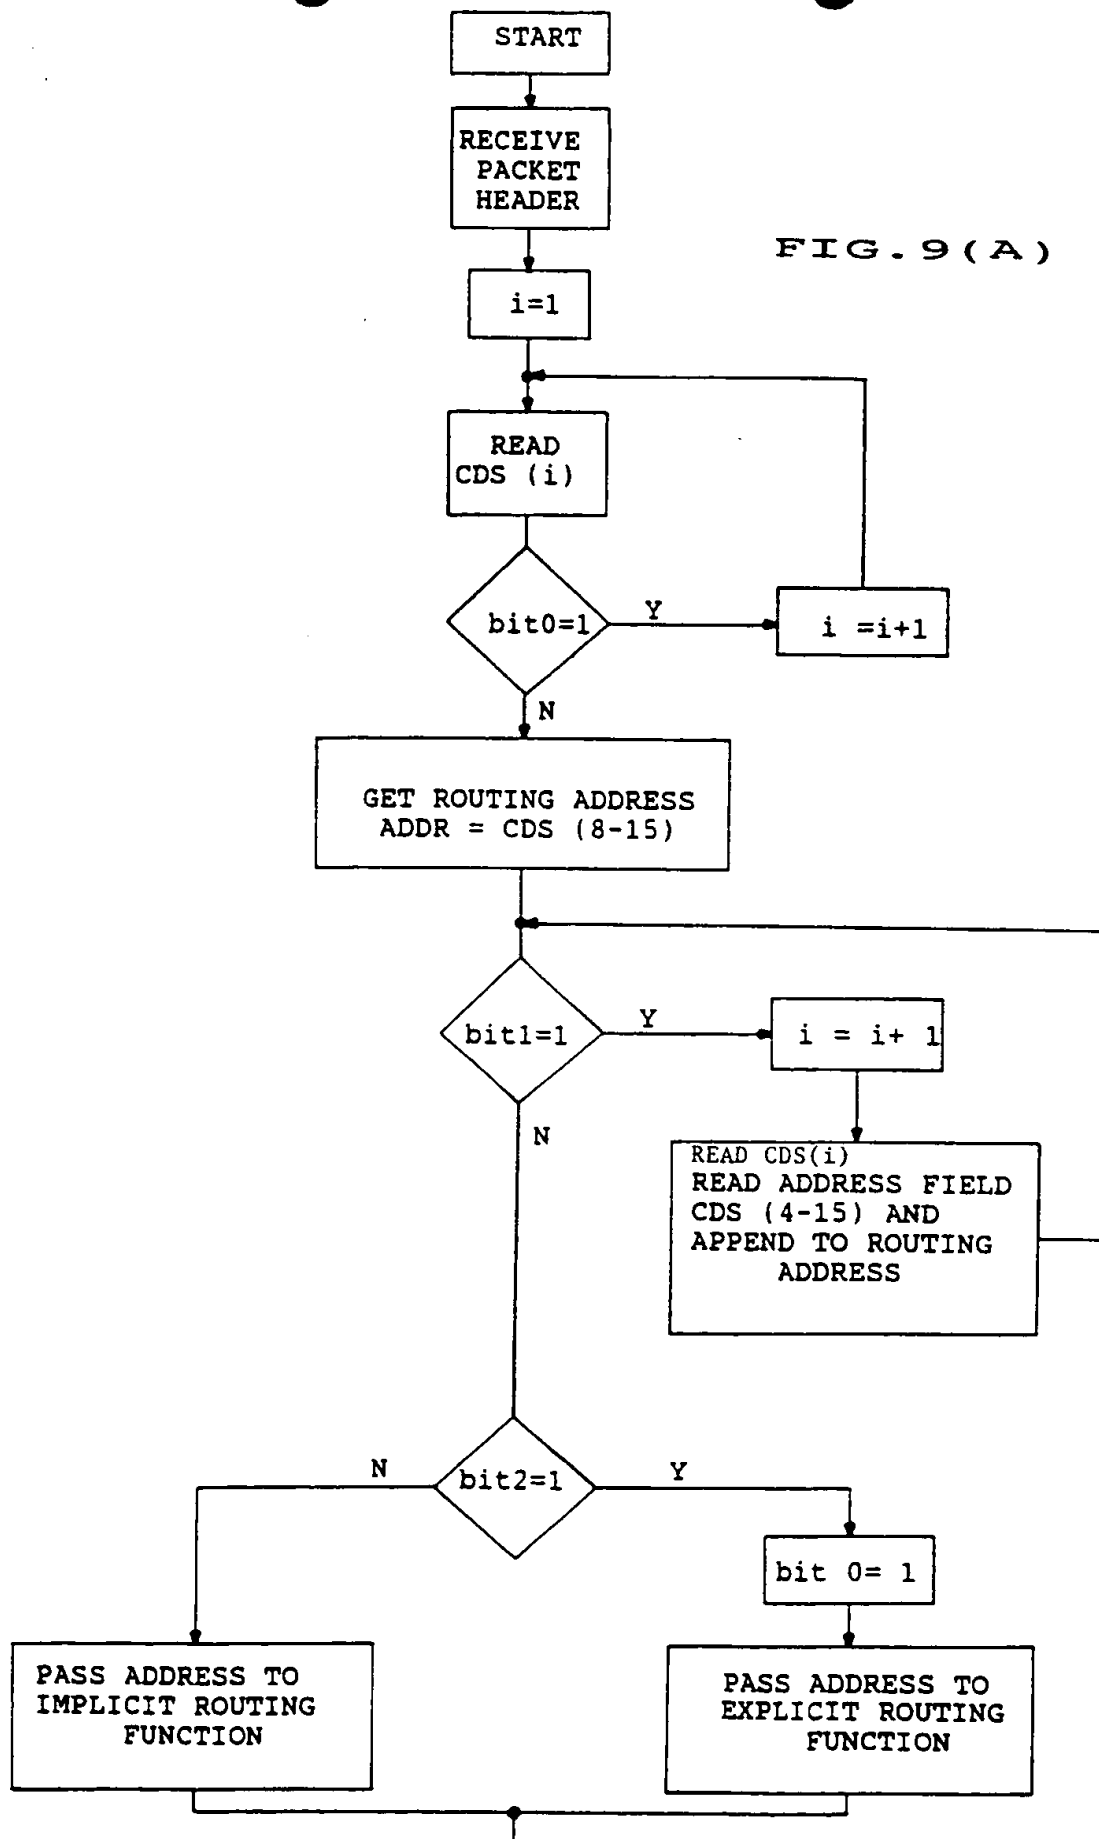 START
RECEIVE
PACKET
HEADER
FIG.9(A)
i=1
READ
CDS (i)
bit0=1
Y
i =i+1
N
GET ROUTING ADDRESS
ADDR = CDS (8-15)
bit1=1
Y
i = i+ 1
N
READ CDS(i)
READ ADDRESS FIELD
CDS (4-15) AND
APPEND TO ROUTING
ADDRESS
N
bit2=1
Y
bit 0= 1
PASS ADDRESS TO
IMPLICIT ROUTING
FUNCTION
PASS ADDRESS TO
EXPLICIT ROUTING
FUNCTION